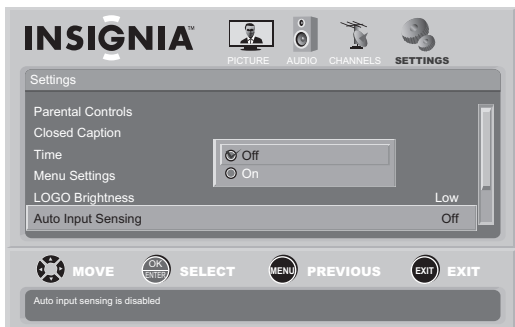 INSIGNIA™
PICTURE AUDIO CHANNELS SETTINGS
Settings
Parental Controls
Closed Caption
Time
Off
Menu Settings
On
LOGO Brightness Low
Auto Input Sensing Off
MOVE OK ENTER SELECT MENU PREVIOUS EXIT EXIT
Auto input sensing is disabled